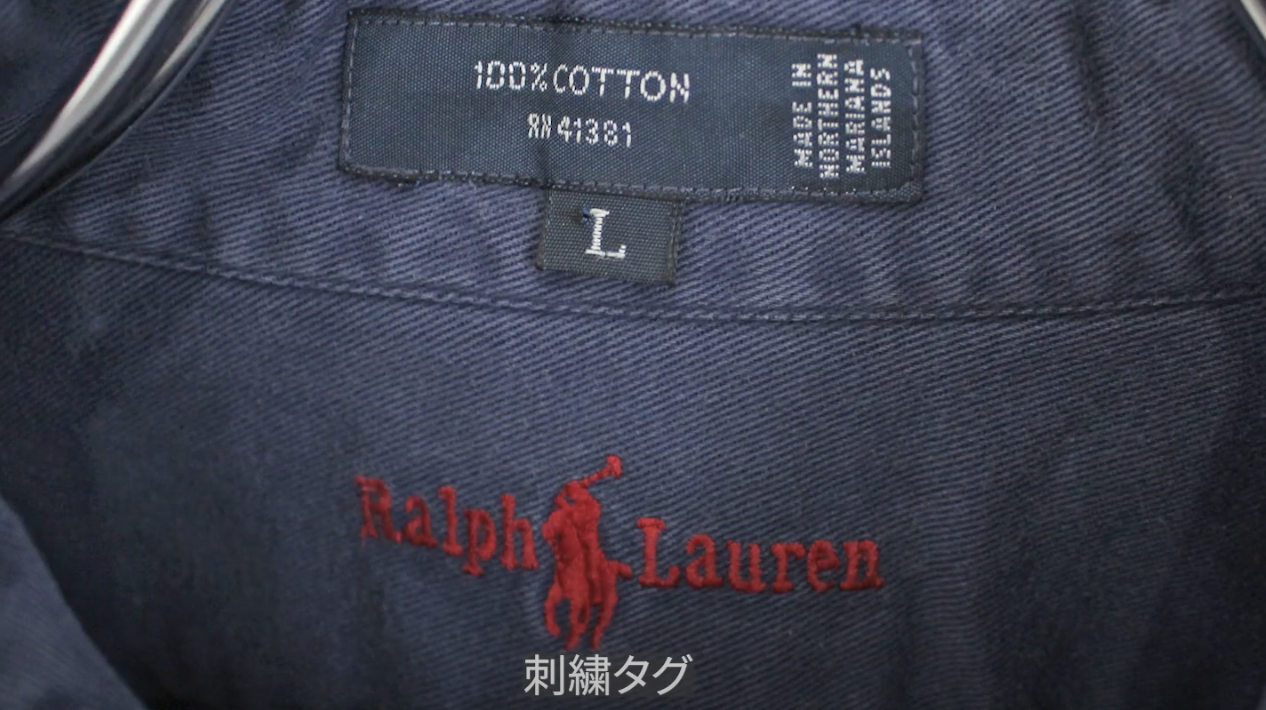 100% COTTON
RN 41381
MADE IN
NORTHERN
MARIANA
ISLANDS
L
Ralph Lauren
刺繍タグ